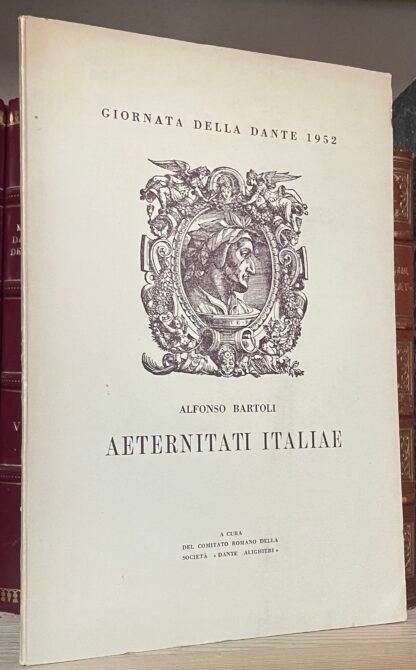 GIORNATA DELLA DANTE 1952
ALFONSO BARTOLI
AETERNITATI ITALIAE
A CURA
DEL COMITATO ROMANO DELLA
SOCIETÀ « DANTE ALIGHIERI »